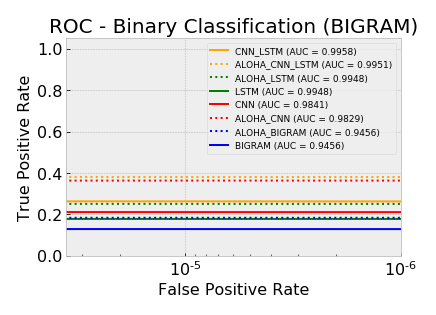 ROC - Binary Classification (BIGRAM)
True Positive Rate
1.0
0.8
0.6
0.4
0.2
0.0
CNN_LSTM (AUC = 0.9958)
ALOHA_CNN_LSTM (AUC = 0.9951)
ALOHA_LSTM (AUC = 0.9948)
LSTM (AUC = 0.9948)
CNN (AUC = 0.9841)
ALOHA_CNN (AUC = 0.9829)
ALOHA_BIGRAM (AUC = 0.9456)
BIGRAM (AUC = 0.9456)
10⁻⁵
10⁻⁶
False Positive Rate